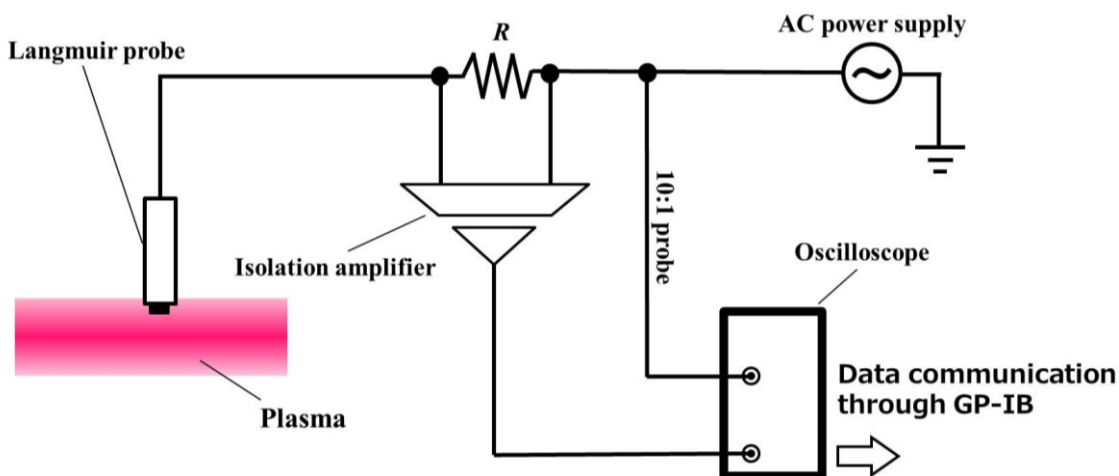 AC power supply
R
Langmuir probe
10:1 probe
Isolation amplifier
Oscilloscope
Data communication
through GP-IB
Plasma